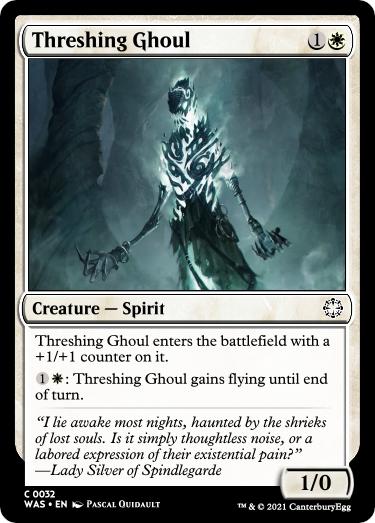 Threshing Ghoul 1
Creature — Spirit
Threshing Ghoul enters the battlefield with a
+1/+1 counter on it.
1: Threshing Ghoul gains flying until end
of turn.
“I lie awake most nights, haunted by the shrieks
of lost souls. Is it simply thoughtless noise, or a
labored expression of their existential pain?”
—Lady Silver of Spindlegarde
1/0
C 0032
WAS • EN Pascal Quidault
™ & © 2021 CanterburyEgg